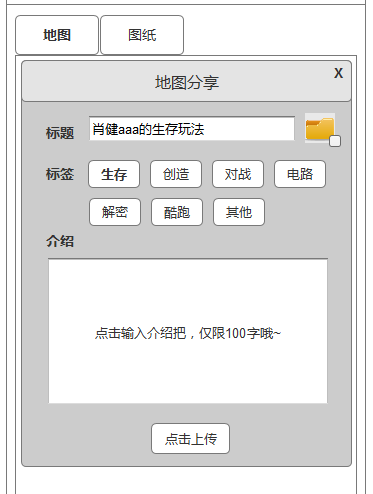 地图 图纸
地图分享 X
标题 肖健aaa的生存玩法
标签 生存 创造 对战 电路
解密 酷跑 其他
介绍
点击输入介绍把，仅限100字哦~
点击上传